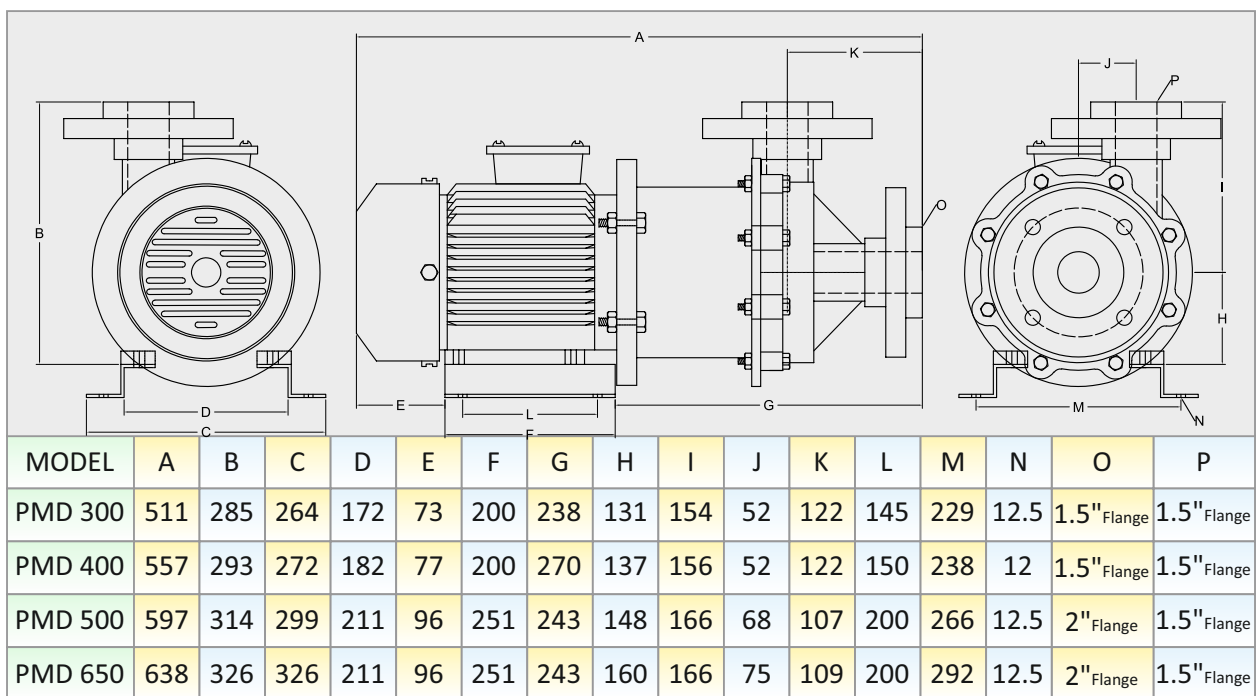 A
K
J
P
B
O
I
H
E
L
G
D
F
C
M
N
MODEL A B C D E F G H I J K L M N O P
PMD 300 511 285 264 172 73 200 238 131 154 52 122 145 229 12.5 1.5"Flange 1.5"Flange
PMD 400 557 293 272 182 77 200 270 137 156 52 122 150 238 12 1.5"Flange 1.5"Flange
PMD 500 597 314 299 211 96 251 243 148 166 68 107 200 266 12.5 2"Flange 1.5"Flange
PMD 650 638 326 326 211 96 251 243 160 166 75 109 200 292 12.5 2"Flange 1.5"Flange